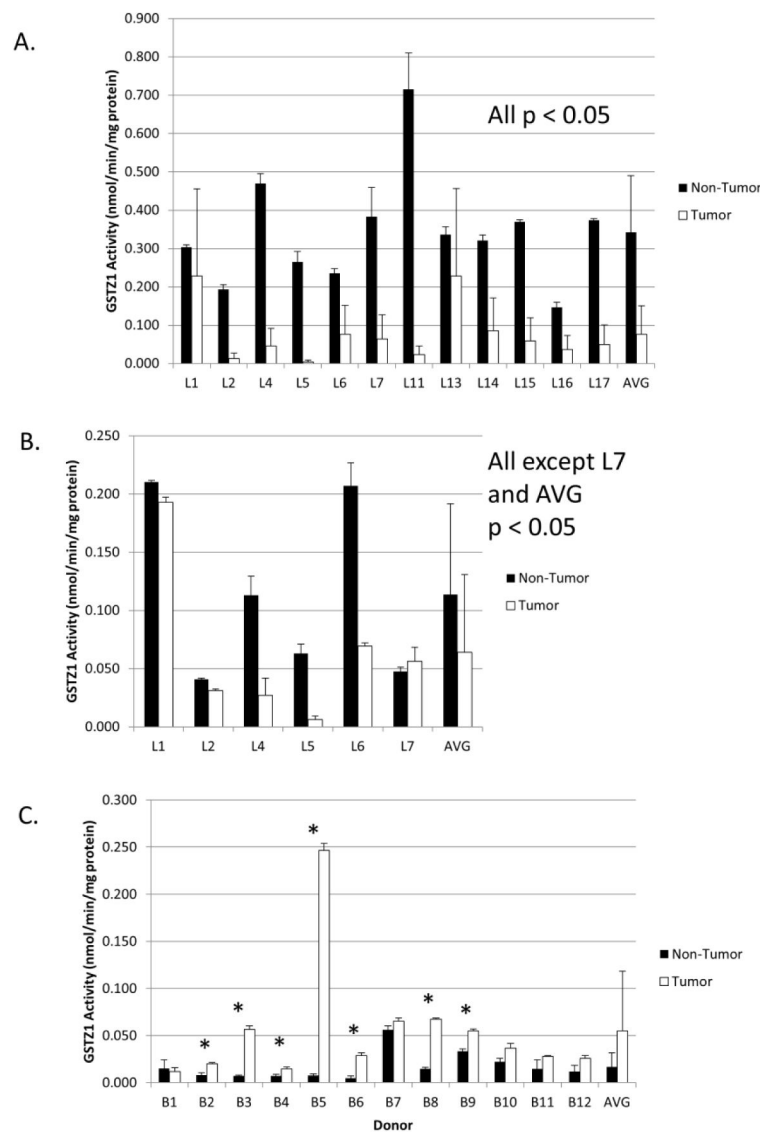 A.
GSTZ1 Activity (nmol/min/mg protein)
0.900
0.800
0.700
0.600
0.500
0.400
0.300
0.200
0.100
0.000
All p < 0.05
Non-Tumor
Tumor
L1 L2 L4 L5 L6 L7 L11 L13 L14 L15 L16 L17 AVG
B.
GSTZ1 Activity (nmol/min/mg protein)
0.250
0.200
0.150
0.100
0.050
0.000
All except L7
and AVG
p < 0.05
Non-Tumor
Tumor
L1 L2 L4 L5 L6 L7 AVG
C.
GSTZ1 Activity (nmol/min/mg protein)
0.300
0.250
0.200
0.150
0.100
0.050
0.000
* * * * * * *
Non-Tumor
Tumor
B1 B2 B3 B4 B5 B6 B7 B8 B9 B10 B11 B12 AVG
Donor